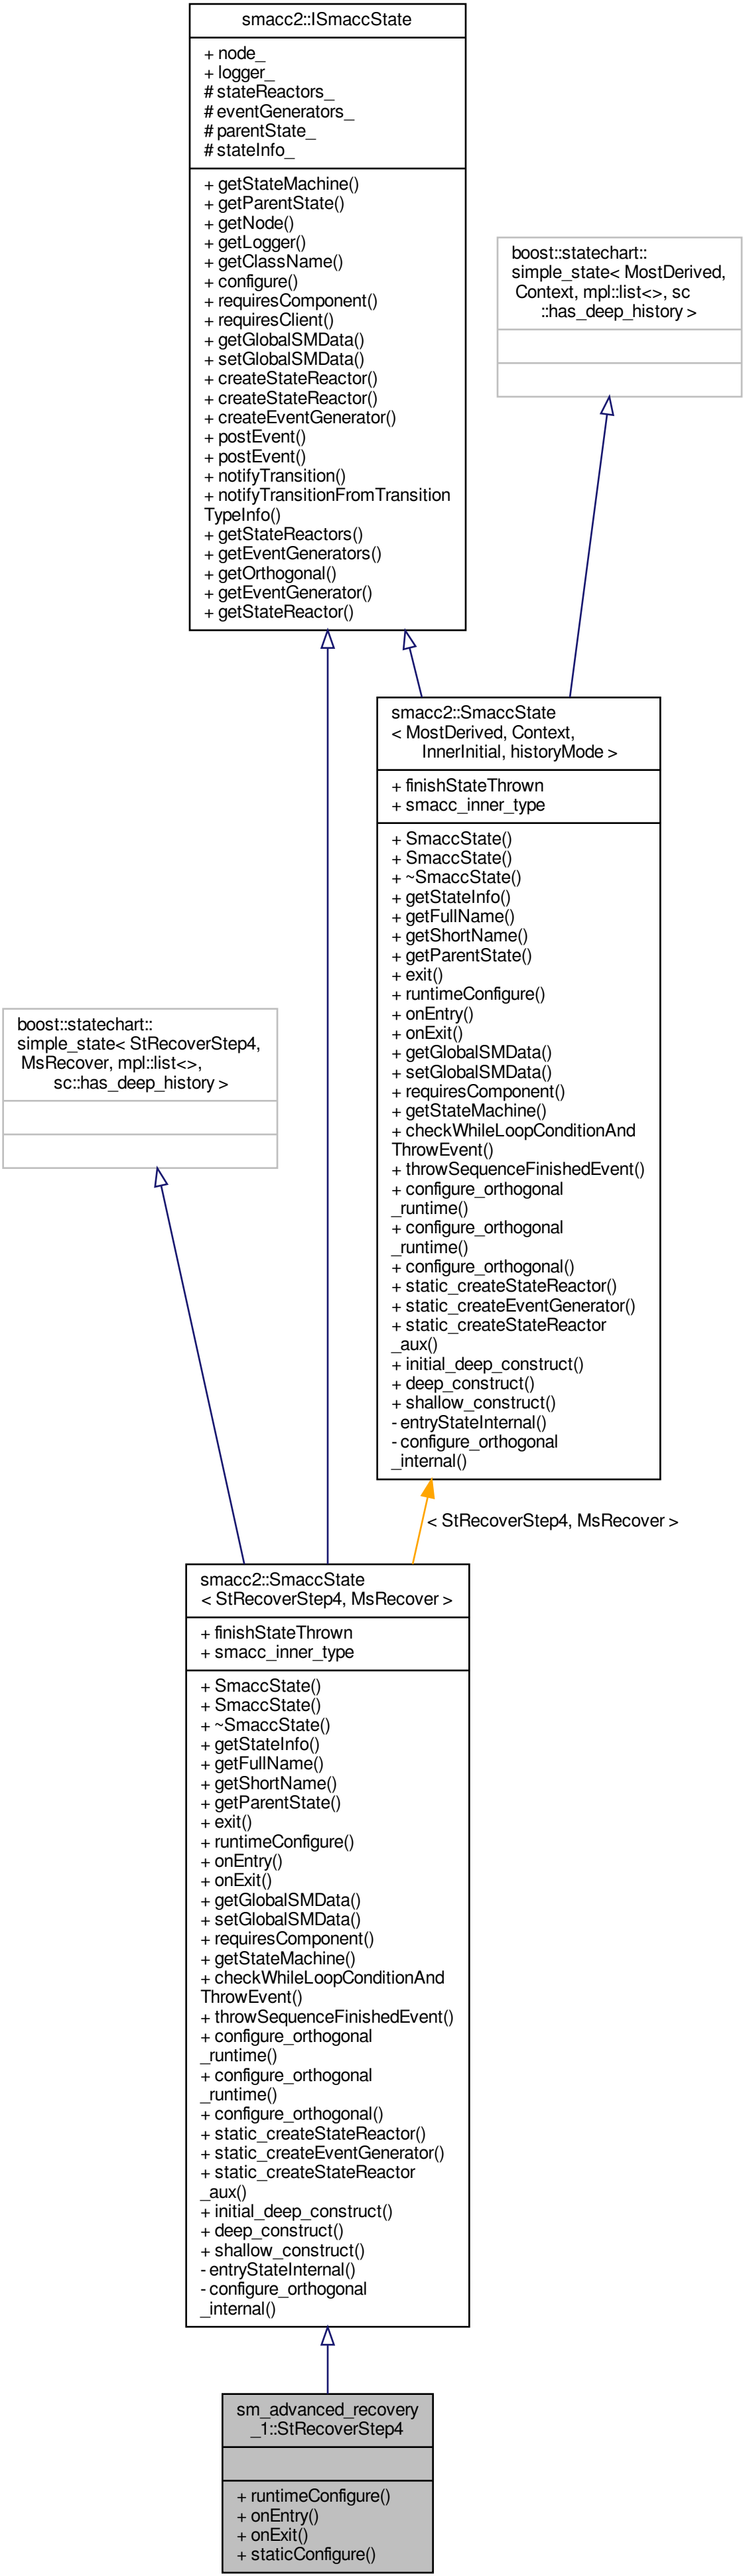 smacc2::ISmaccState
+ node_
+ logger_
# stateReactors_
# eventGenerators_
# parentState_
# stateInfo_
+ getStateMachine()
+ getParentState()
+ getNode()
+ getLogger()
+ getClassName()
+ configure()
+ requiresComponent()
+ requiresClient()
+ getGlobalSMData()
+ setGlobalSMData()
+ createStateReactor()
+ createStateReactor()
+ createEventGenerator()
+ postEvent()
+ postEvent()
+ notifyTransition()
+ notifyTransitionFromTransition
TypeInfo()
+ getStateReactors()
+ getEventGenerators()
+ getOrthogonal()
+ getEventGenerator()
+ getStateReactor()
boost::statechart::
simple_state< MostDerived,
Context, mpl::list<>, sc
::has_deep_history >
smacc2::SmaccState
< MostDerived, Context,
InnerInitial, historyMode >
+ finishStateThrown
+ smacc_inner_type
+ SmaccState()
+ SmaccState()
+ ~SmaccState()
+ getStateInfo()
+ getFullName()
+ getShortName()
+ getParentState()
+ exit()
+ runtimeConfigure()
+ onEntry()
+ onExit()
+ getGlobalSMData()
+ setGlobalSMData()
+ requiresComponent()
+ getStateMachine()
+ checkWhileLoopConditionAnd
ThrowEvent()
+ throwSequenceFinishedEvent()
+ configure_orthogonal
_runtime()
+ configure_orthogonal
_runtime()
+ configure_orthogonal()
+ static_createStateReactor()
+ static_createEventGenerator()
+ static_createStateReactor
_aux()
+ initial_deep_construct()
+ deep_construct()
+ shallow_construct()
- entryStateInternal()
- configure_orthogonal
_internal()
boost::statechart::
simple_state< StRecoverStep4,
MsRecover, mpl::list<>,
sc::has_deep_history >
< StRecoverStep4, MsRecover >
smacc2::SmaccState
< StRecoverStep4, MsRecover >
+ finishStateThrown
+ smacc_inner_type
+ SmaccState()
+ SmaccState()
+ ~SmaccState()
+ getStateInfo()
+ getFullName()
+ getShortName()
+ getParentState()
+ exit()
+ runtimeConfigure()
+ onEntry()
+ onExit()
+ getGlobalSMData()
+ setGlobalSMData()
+ requiresComponent()
+ getStateMachine()
+ checkWhileLoopConditionAnd
ThrowEvent()
+ throwSequenceFinishedEvent()
+ configure_orthogonal
_runtime()
+ configure_orthogonal
_runtime()
+ configure_orthogonal()
+ static_createStateReactor()
+ static_createEventGenerator()
+ static_createStateReactor
_aux()
+ initial_deep_construct()
+ deep_construct()
+ shallow_construct()
- entryStateInternal()
- configure_orthogonal
_internal()
sm_advanced_recovery
_1::StRecoverStep4
+ runtimeConfigure()
+ onEntry()
+ onExit()
+ staticConfigure()